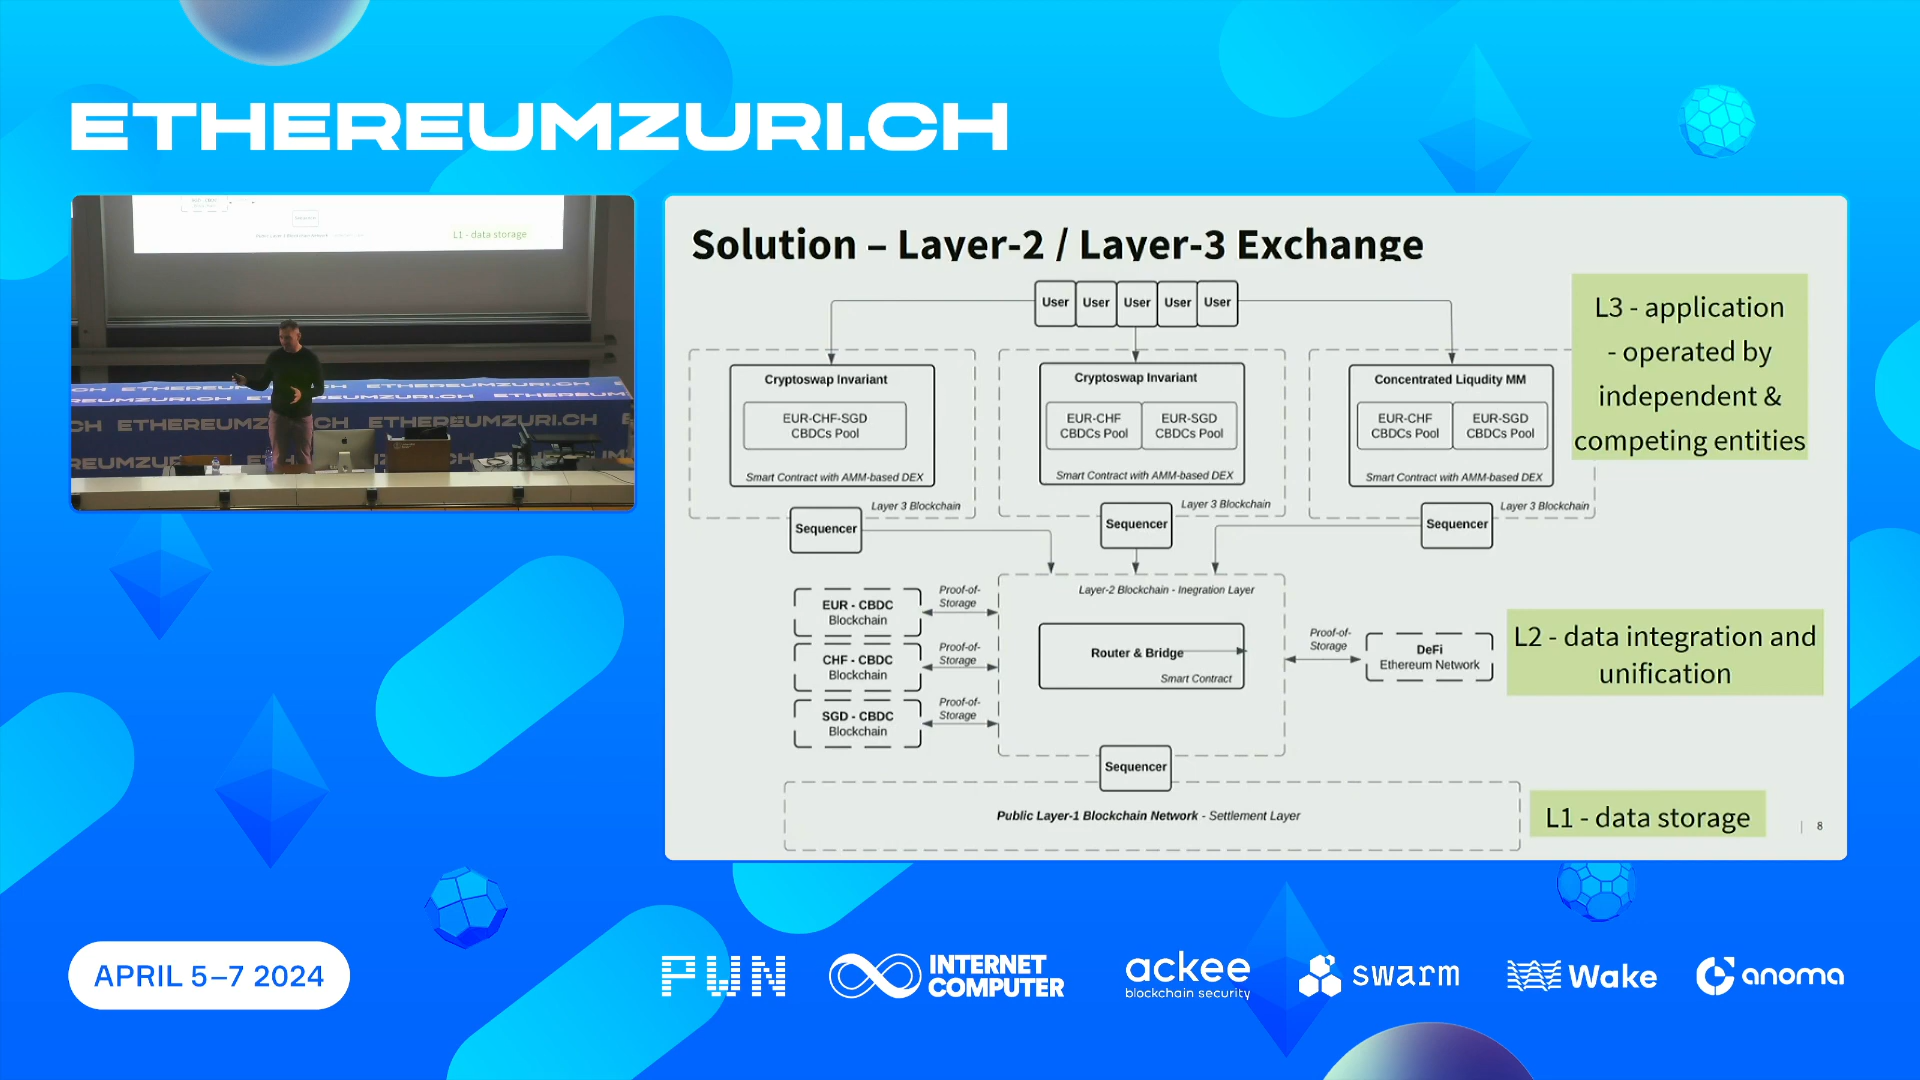 ETHEREUMZURI.CH
L1 - data storage
ETHEREUMZURI.CH
ETHEREUMZURI.CH
Solution – Layer-2 / Layer-3 Exchange
User User User User User
L3 - application
- operated by
independent &
competing entities
Cryptoswap Invariant
EUR-CHF-SGD
CBDCs Pool
Smart Contract with AMM-based DEX
Layer 3 Blockchain
Sequencer
Cryptoswap Invariant
EUR-CHF
CBDCs Pool
EUR-SGD
CBDCs Pool
Smart Contract with AMM-based DEX
Layer 3 Blockchain
Sequencer
Concentrated Liqudity MM
EUR-CHF
CBDCs Pool
EUR-SGD
CBDCs Pool
Smart Contract with AMM-based DEX
Layer 3 Blockchain
Sequencer
EUR - CBDC
Blockchain
Proof-of-
Storage
CHF - CBDC
Blockchain
Proof-of-
Storage
SGD - CBDC
Blockchain
Proof-of-
Storage
Layer-2 Blockchain - Inegration Layer
Router & Bridge
Smart Contract
Proof-of-
Storage
DeFi
Ethereum Network
L2 - data integration and
unification
Sequencer
Public Layer-1 Blockchain Network - Settlement Layer
L1 - data storage
8
APRIL 5–7 2024
PWN
INTERNET
COMPUTER
ackee
blockchain security
swarm
Wake
anoma